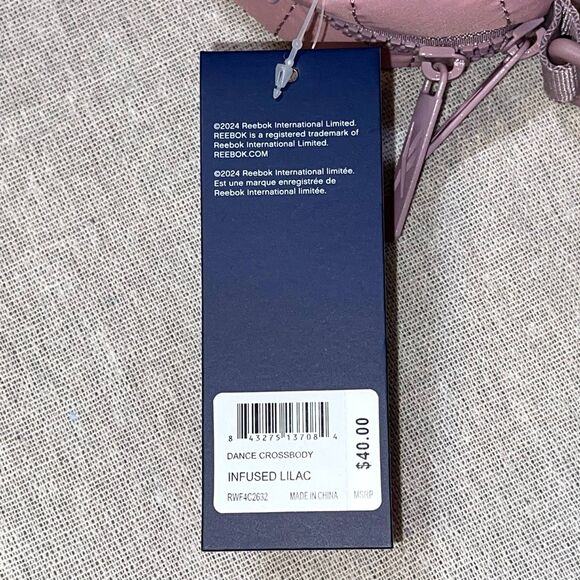 ©2024 Reebok International Limited.
REEBOK is a registered trademark of
Reebok International Limited.
REEBOK.COM
©2024 Reebok International limitée.
Est une marque enregistrée de
Reebok International limitée.
8 43275 13708 4
DANCE CROSSBODY
INFUSED LILAC
RWF4C2632 MADE IN CHINA MSRP
$40.00